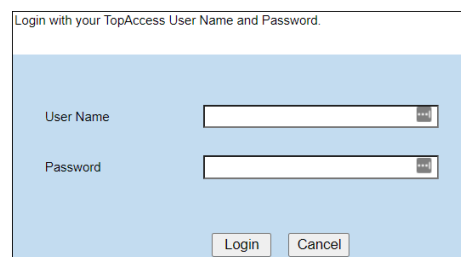 Login with your TopAccess User Name and Password.
User Name
Password
Login Cancel